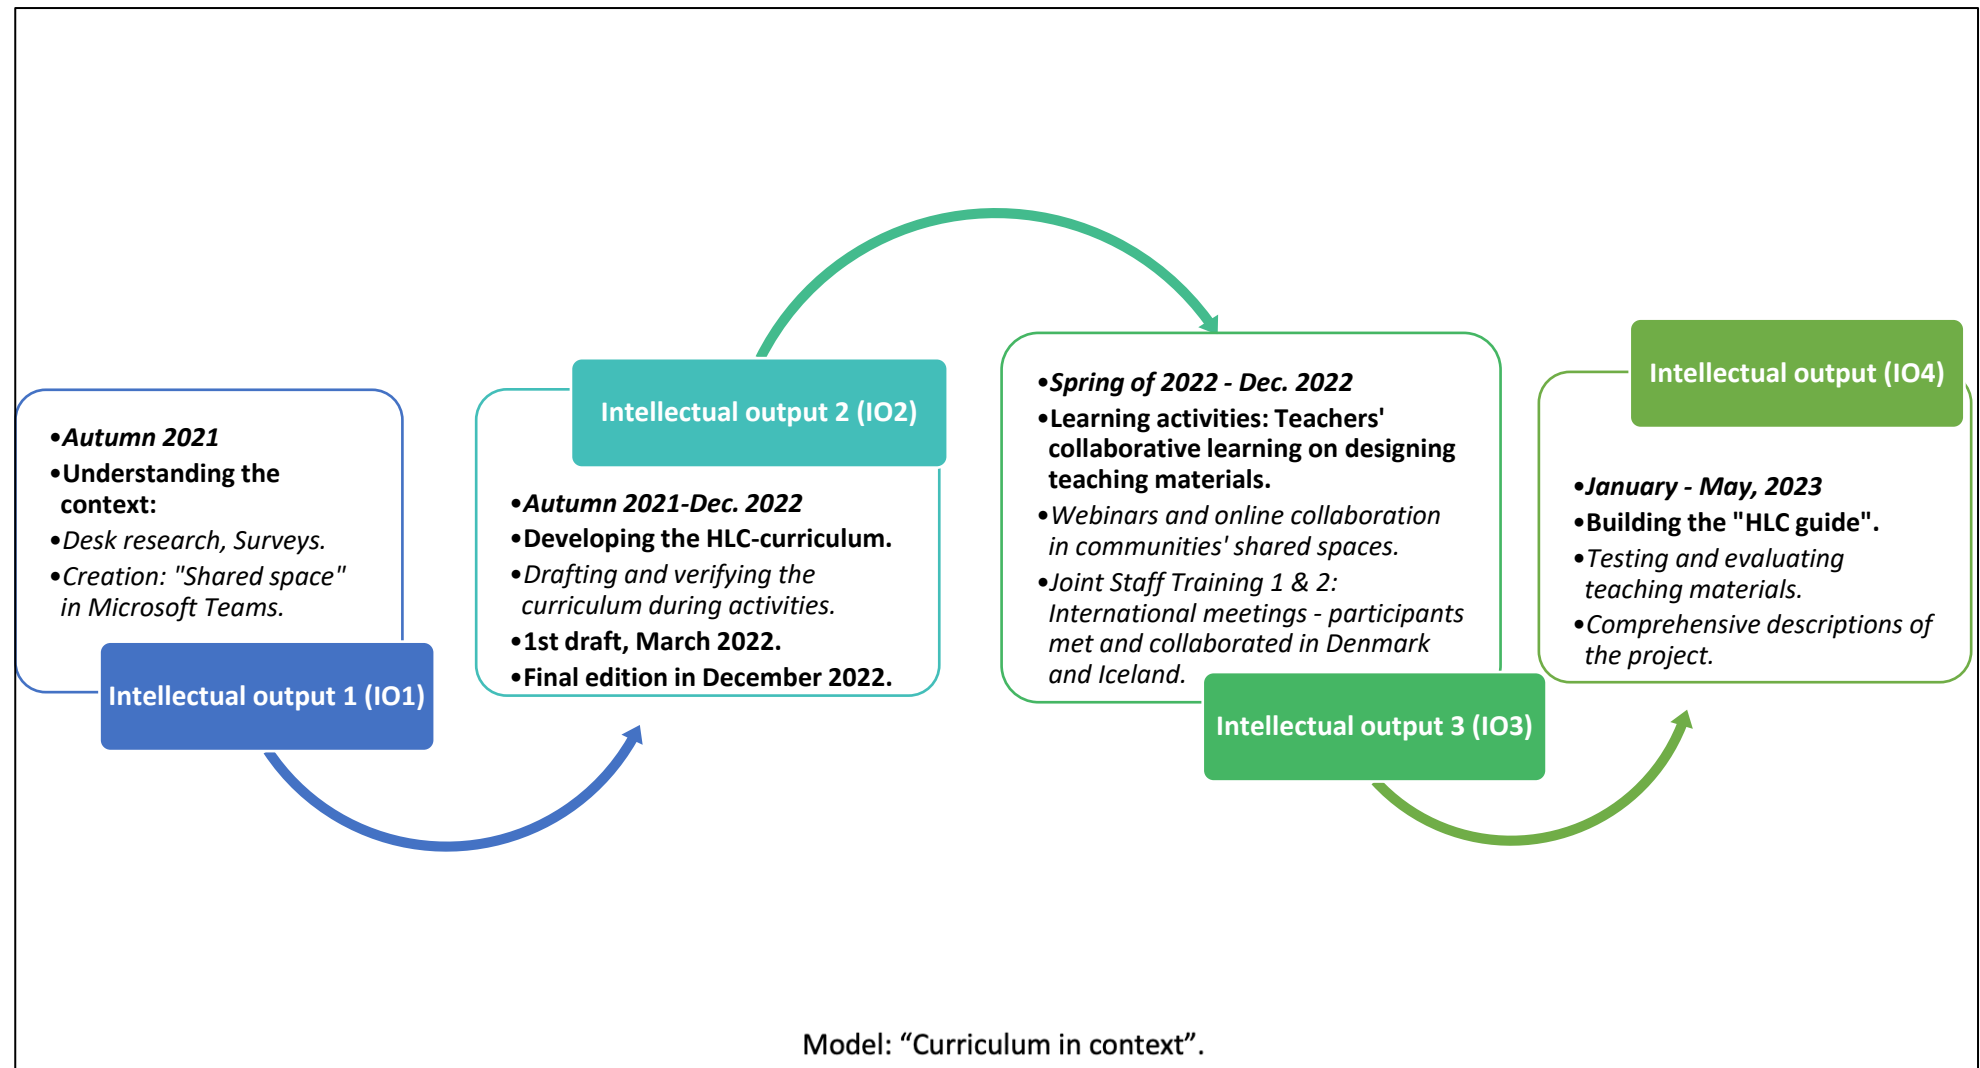 •Autumn 2021
•Understanding the
context:
•Desk research, Surveys.
•Creation: "Shared space"
in Microsoft Teams.
Intellectual output 1 (IO1)
Intellectual output 2 (IO2)
•Autumn 2021-Dec. 2022
•Developing the HLC-curriculum.
•Drafting and verifying the
curriculum during activities.
•1st draft, March 2022.
•Final edition in December 2022.
•Spring of 2022 - Dec. 2022
•Learning activities: Teachers'
collaborative learning on designing
teaching materials.
•Webinars and online collaboration
in communities' shared spaces.
•Joint Staff Training 1 & 2:
International meetings - participants
met and collaborated in Denmark
and Iceland.
Intellectual output 3 (IO3)
Intellectual output (IO4)
•January - May, 2023
•Building the "HLC guide".
•Testing and evaluating
teaching materials.
•Comprehensive descriptions of
the project.
Model: “Curriculum in context”.